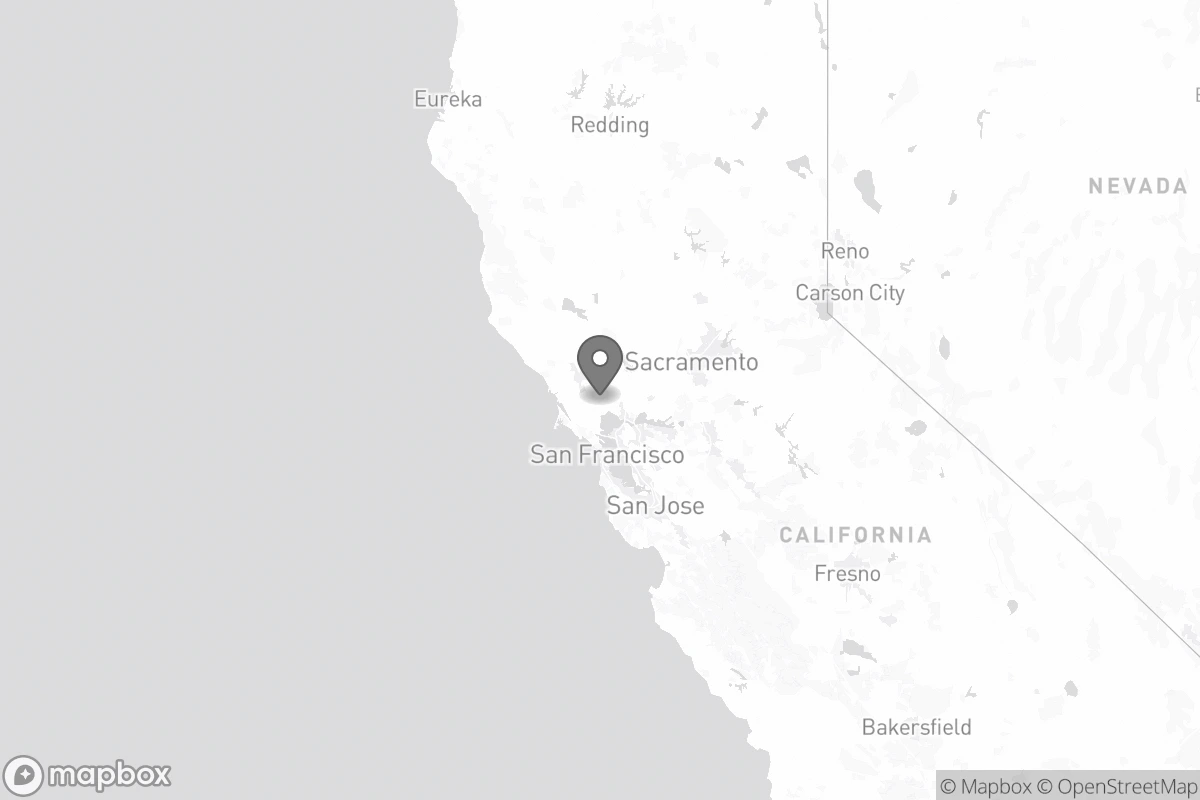 Eureka
Redding
NEVADA
Reno
Carson City
Sacramento
San Francisco
San Jose
CALIFORNIA
Fresno
Bakersfield
mapbox
© Mapbox © OpenStreetMap